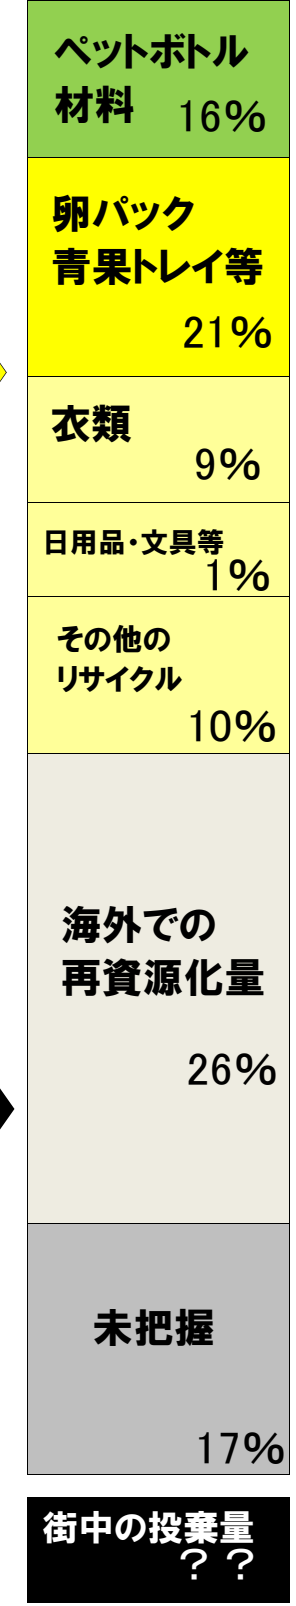 ペットボトル
材料 16%
卵パック
青果トレイ等
21%
衣類
9%
日用品・文具等
1%
その他の
リサイクル
10%
海外での
再資源化量
26%
未把握
17%
街中の投棄量
？？